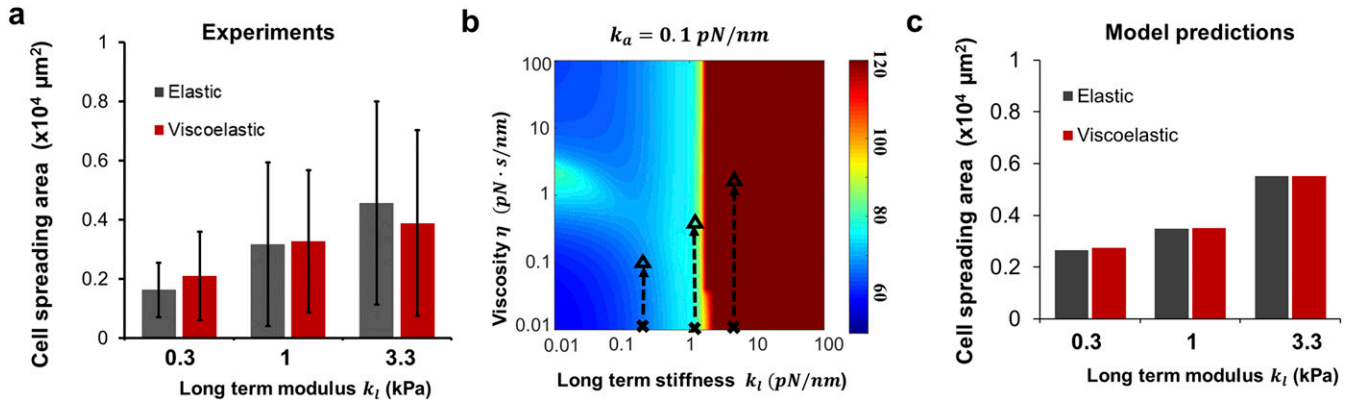 a
Experiments
Cell spreading area (x10⁴ µm²)
1
0.8
0.6
0.4
0.2
0
Elastic
Viscoelastic
0.3 1 3.3
Long term modulus k_l (kPa)
b
k_a = 0.1 pN/nm
Viscosity η (pN · s/nm)
100
10
1
0.1
0.01
0.01 0.1 1 10 100
Long term stiffness k_l (pN/nm)
120
100
80
60
c
Model predictions
Cell spreading area (x10⁴ µm²)
1
0.8
0.6
0.4
0.2
0
Elastic
Viscoelastic
0.3 1 3.3
Long term modulus k_l (kPa)